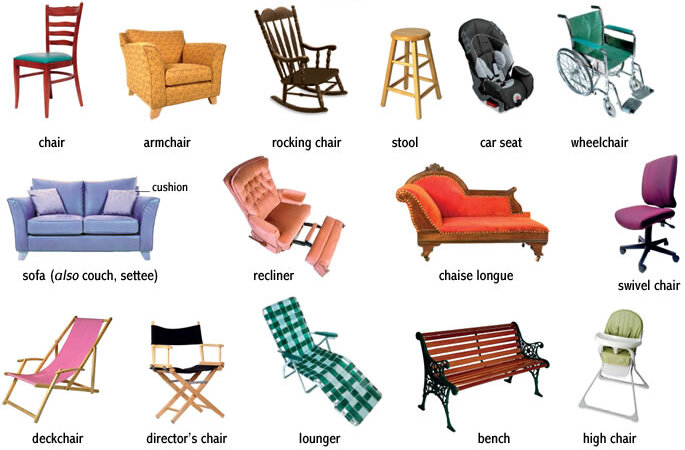 chair
armchair
rocking chair
stool
car seat
wheelchair
cushion
sofa (also couch, settee)
recliner
chaise longue
swivel chair
deckchair
director's chair
lounger
bench
high chair